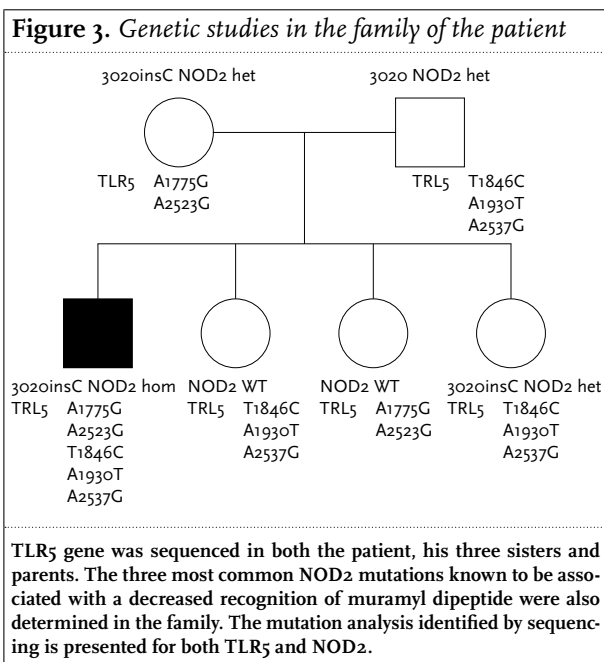 Figure 3. Genetic studies in the family of the patient
3020insC NOD2 het 3020 NOD2 het
TLR5 A1775G TRL5 T1846C
A2523G A1930T
A2537G
3020insC NOD2 hom NOD2 WT NOD2 WT 3020insC NOD2 het
TRL5 A1775G TRL5 T1846C TRL5 A1775G TRL5 T1846C
A2523G A1930T A2523G A1930T
T1846C A2537G A2537G
A1930T
A2537G
TLR5 gene was sequenced in both the patient, his three sisters and
parents. The three most common NOD2 mutations known to be asso-
ciated with a decreased recognition of muramyl dipeptide were also
determined in the family. The mutation analysis identified by sequenc-
ing is presented for both TLR5 and NOD2.